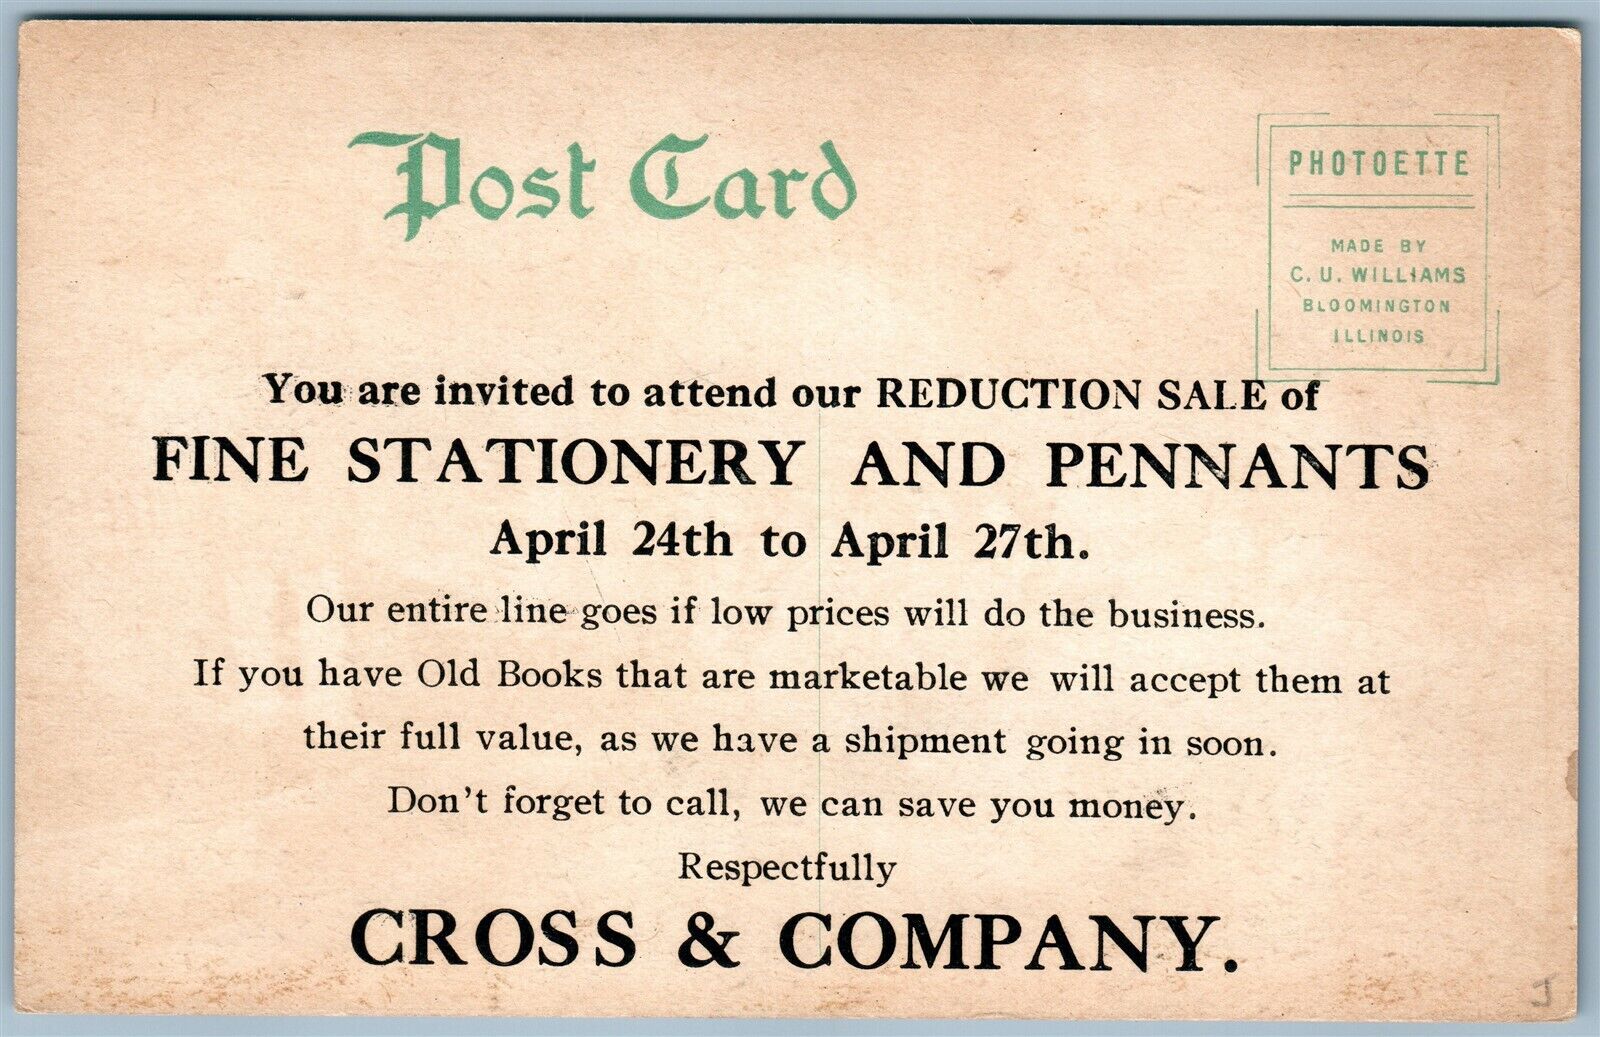 Post Card
PHOTOETTE
MADE BY
C. U. WILLIAMS
BLOOMINGTON
ILLINOIS
You are invited to attend our REDUCTION SALE of
FINE STATIONERY AND PENNANTS
April 24th to April 27th.
Our entire line goes if low prices will do the business.
If you have Old Books that are marketable we will accept them at
their full value, as we have a shipment going in soon.
Don't forget to call, we can save you money.
Respectfully
CROSS & COMPANY.